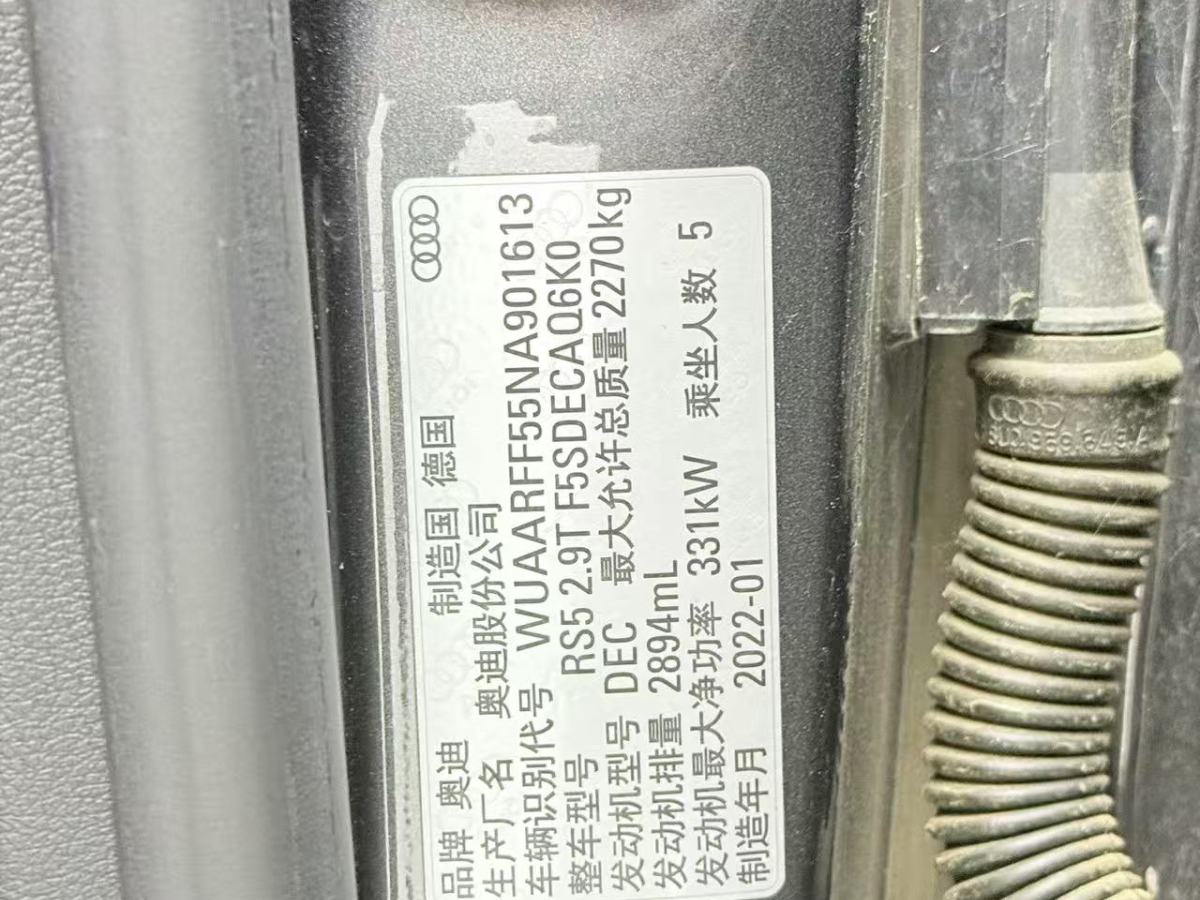 品牌 奥迪 制造国 德国
生产厂名 奥迪股份公司
车辆识别代号 WUAARFF55NA901613
整车型号 RS5 2.9T F5SDECAQ6K0
发动机型号 DEC 最大允许总质量 2270kg
发动机排量 2894mL
发动机最大净功率 331kW 乘坐人数 5
制造年月 2022-01